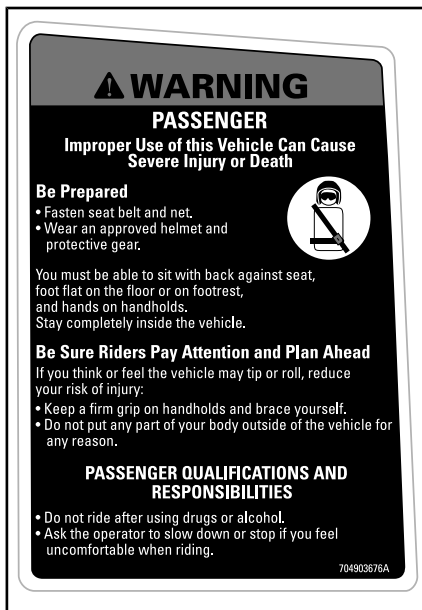 WARNING
PASSENGER
Improper Use of this Vehicle Can Cause
Severe Injury or Death
Be Prepared
• Fasten seat belt and net.
• Wear an approved helmet and
protective gear.
You must be able to sit with back against seat,
foot flat on the floor or on footrest,
and hands on handholds.
Stay completely inside the vehicle.
Be Sure Riders Pay Attention and Plan Ahead
If you think or feel the vehicle may tip or roll, reduce
your risk of injury:
• Keep a firm grip on handholds and brace yourself.
• Do not put any part of your body outside of the vehicle for
any reason.
PASSENGER QUALIFICATIONS AND
RESPONSIBILITIES
• Do not ride after using drugs or alcohol.
• Ask the operator to slow down or stop if you feel
uncomfortable when riding.
704903676A